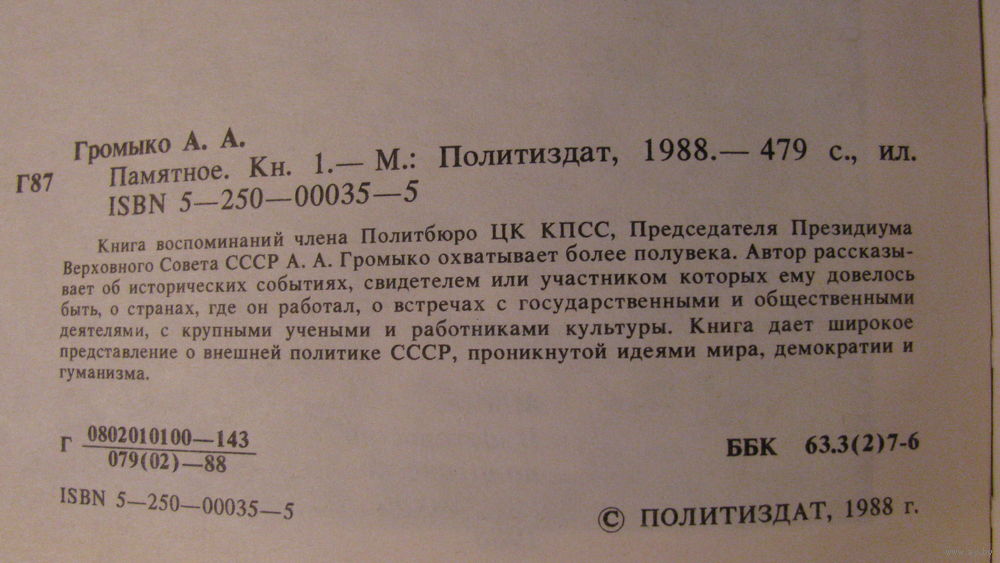 Громыко А. А.
Г87 Памятное. Кн. 1.— М.: Политиздат, 1988.— 479 с., ил.
ISBN 5—250—00035—5
Книга воспоминаний члена Политбюро ЦК КПСС, Председателя Президиума
Верховного Совета СССР А. А. Громыко охватывает более полувека. Автор рассказы-
вает об исторических событиях, свидетелем или участником которых ему довелось
быть, о странах, где он работал, о встречах с государственными и общественными
деятелями, с крупными учеными и работниками культуры. Книга дает широкое
представление о внешней политике СССР, проникнутой идеями мира, демократии и
гуманизма.
Г 0802010100—143
079(02)—88
ББК 63.3(2)7-6
ISBN 5—250—00035—5
© ПОЛИТИЗДАТ, 1988 г.